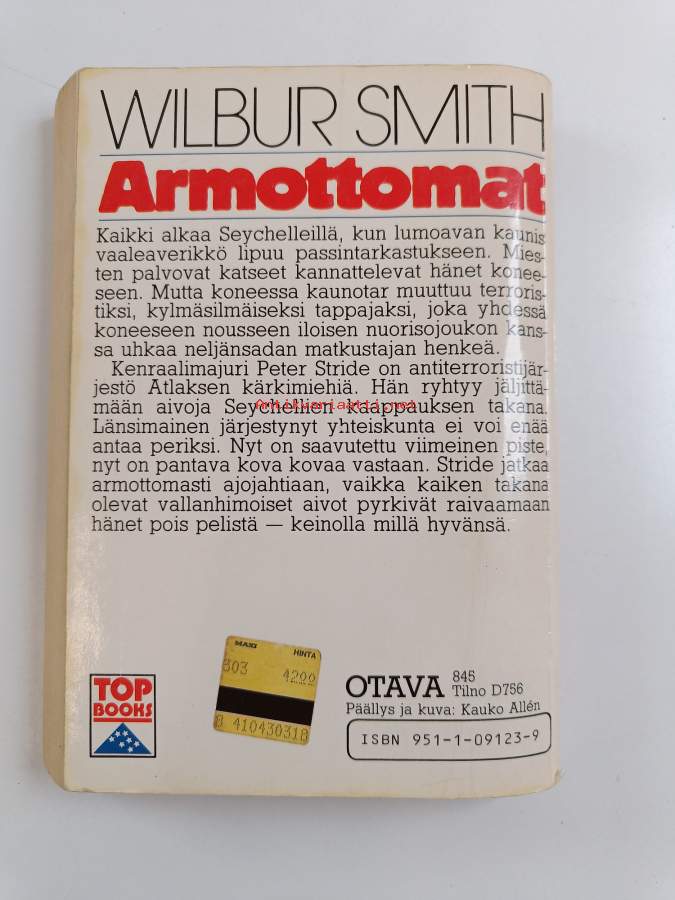 WILBUR SMITH
Armottomat
Kaikki alkaa Seychelleillä, kun lumoavan kaunis
vaaleaverikkö lipuu passintarkastukseen. Mies-
ten palvovat katseet kannattelevat hänet konee-
seen. Mutta koneessa kaunotar muuttuu terroris-
tiksi, kylmäsilmäiseksi tappajaksi, joka yhdessä
koneeseen nousseen iloisen nuorisojoukon kans-
sa uhkaa neljänsadan matkustajan henkeä.
Kenraalimajuri Peter Stride on antiterroristijär-
jestö Atlaksen kärkimiehiä. Hän ryhtyy jäljittä-
mään aivoja Seychellien kaappauksen takana.
Antikvariaatti.net
Länsimainen järjestynyt yhteiskunta ei voi enää
antaa periksi. Nyt on saavutettu viimeinen piste,
nyt on pantava kova kovaa vastaan. Stride jatkaa
armottomasti ajojahtiaan, vaikka kaiken takana
olevat vallanhimoiset aivot pyrkivät raivaamaan
hänet pois pelistä — keinolla millä hyvänsä.
MAXI HINTA
303 4200
8 410430318
TOP
BOOKS
OTAVA 845
Tilno D756
Päällys ja kuva: Kauko Allén
ISBN 951-1-09123-9